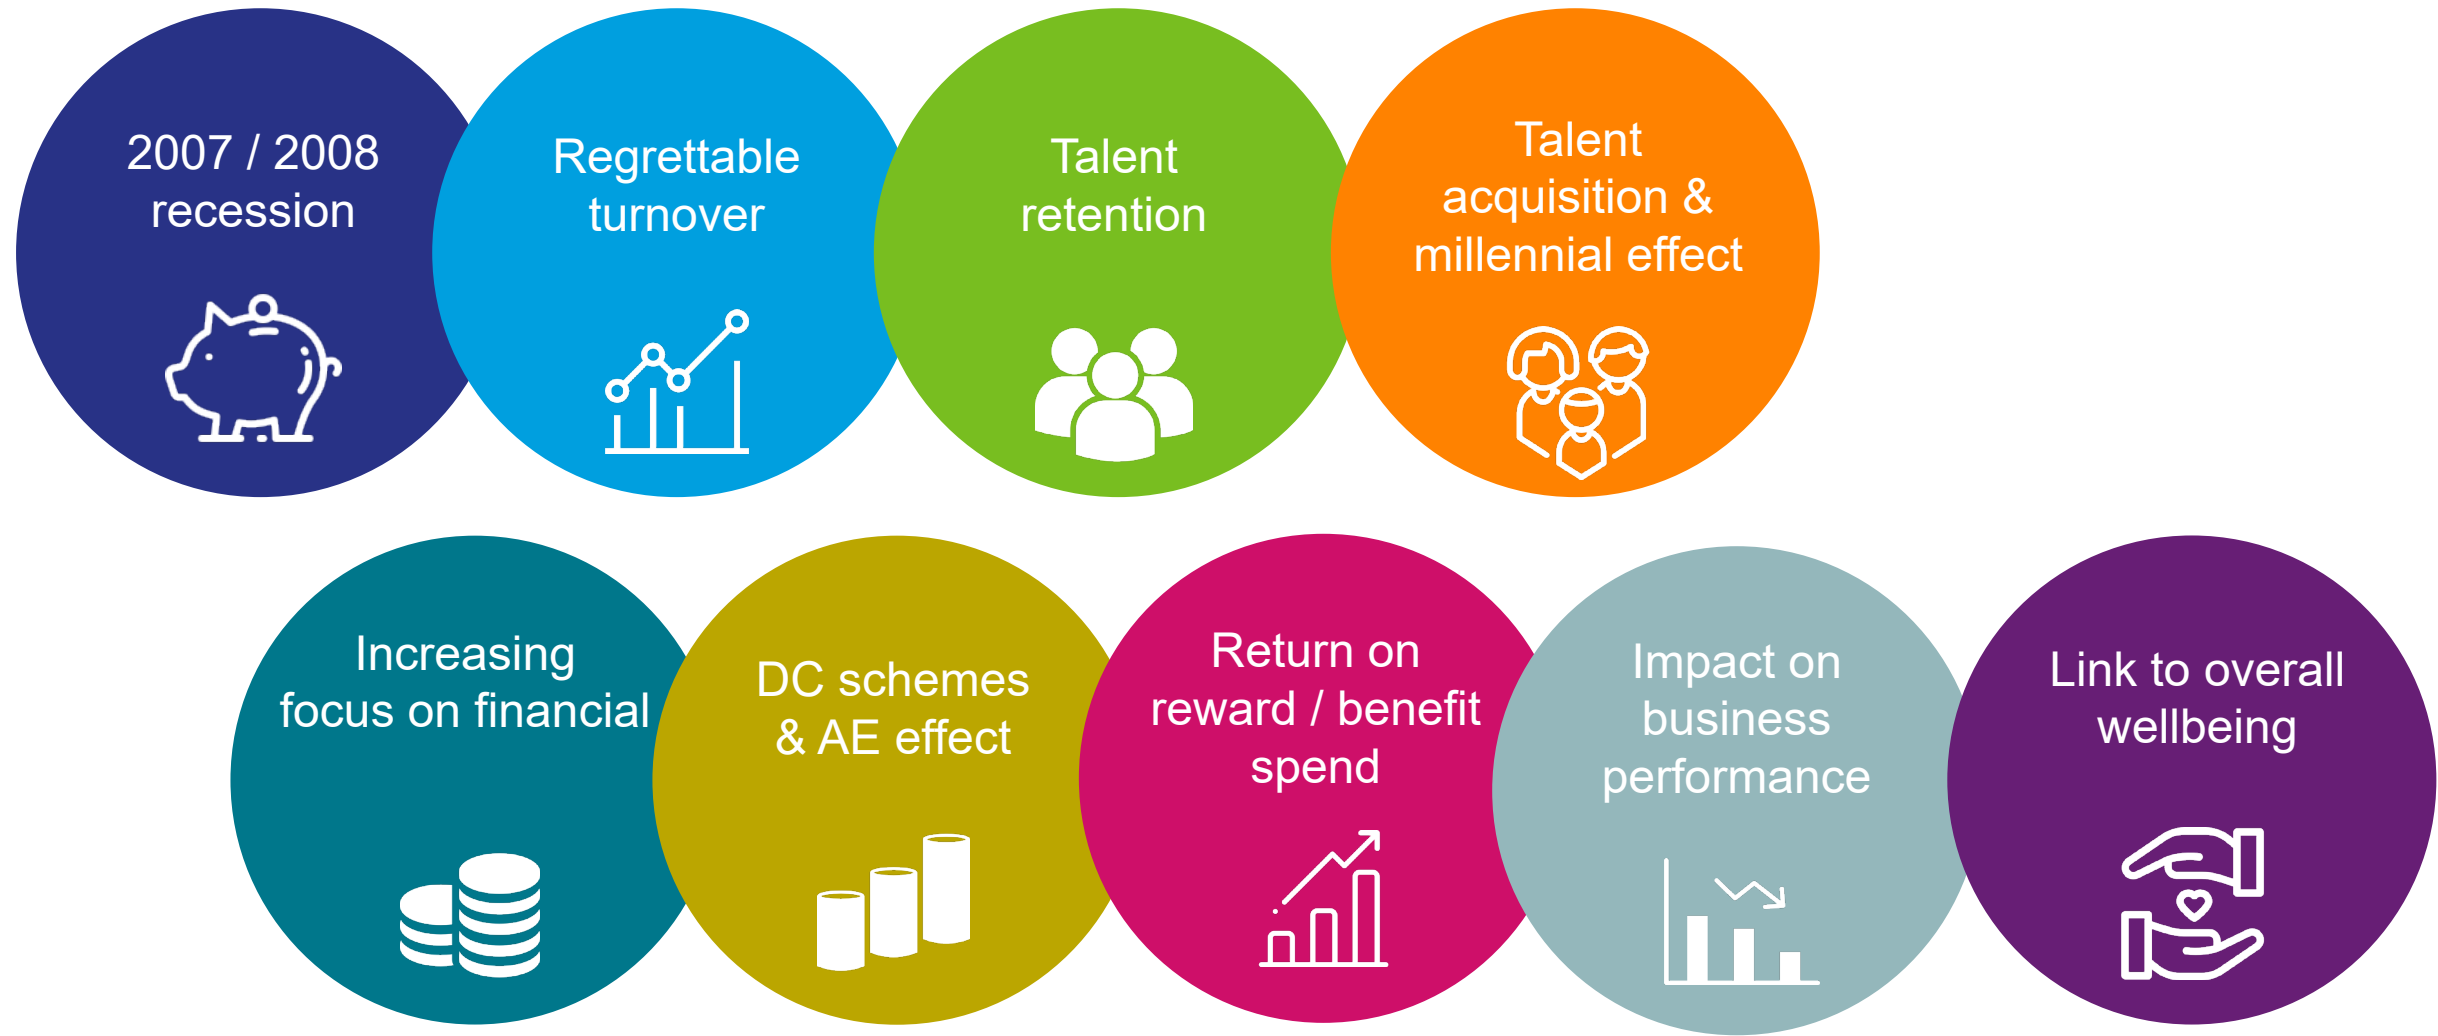 2007 / 2008
recession
Regrettable
turnover
Talent
retention
Talent
acquisition &
millennial effect
Increasing
focus on financial
DC schemes
& AE effect
Return on
reward / benefit
spend
Impact on
business
performance
Link to overall
wellbeing